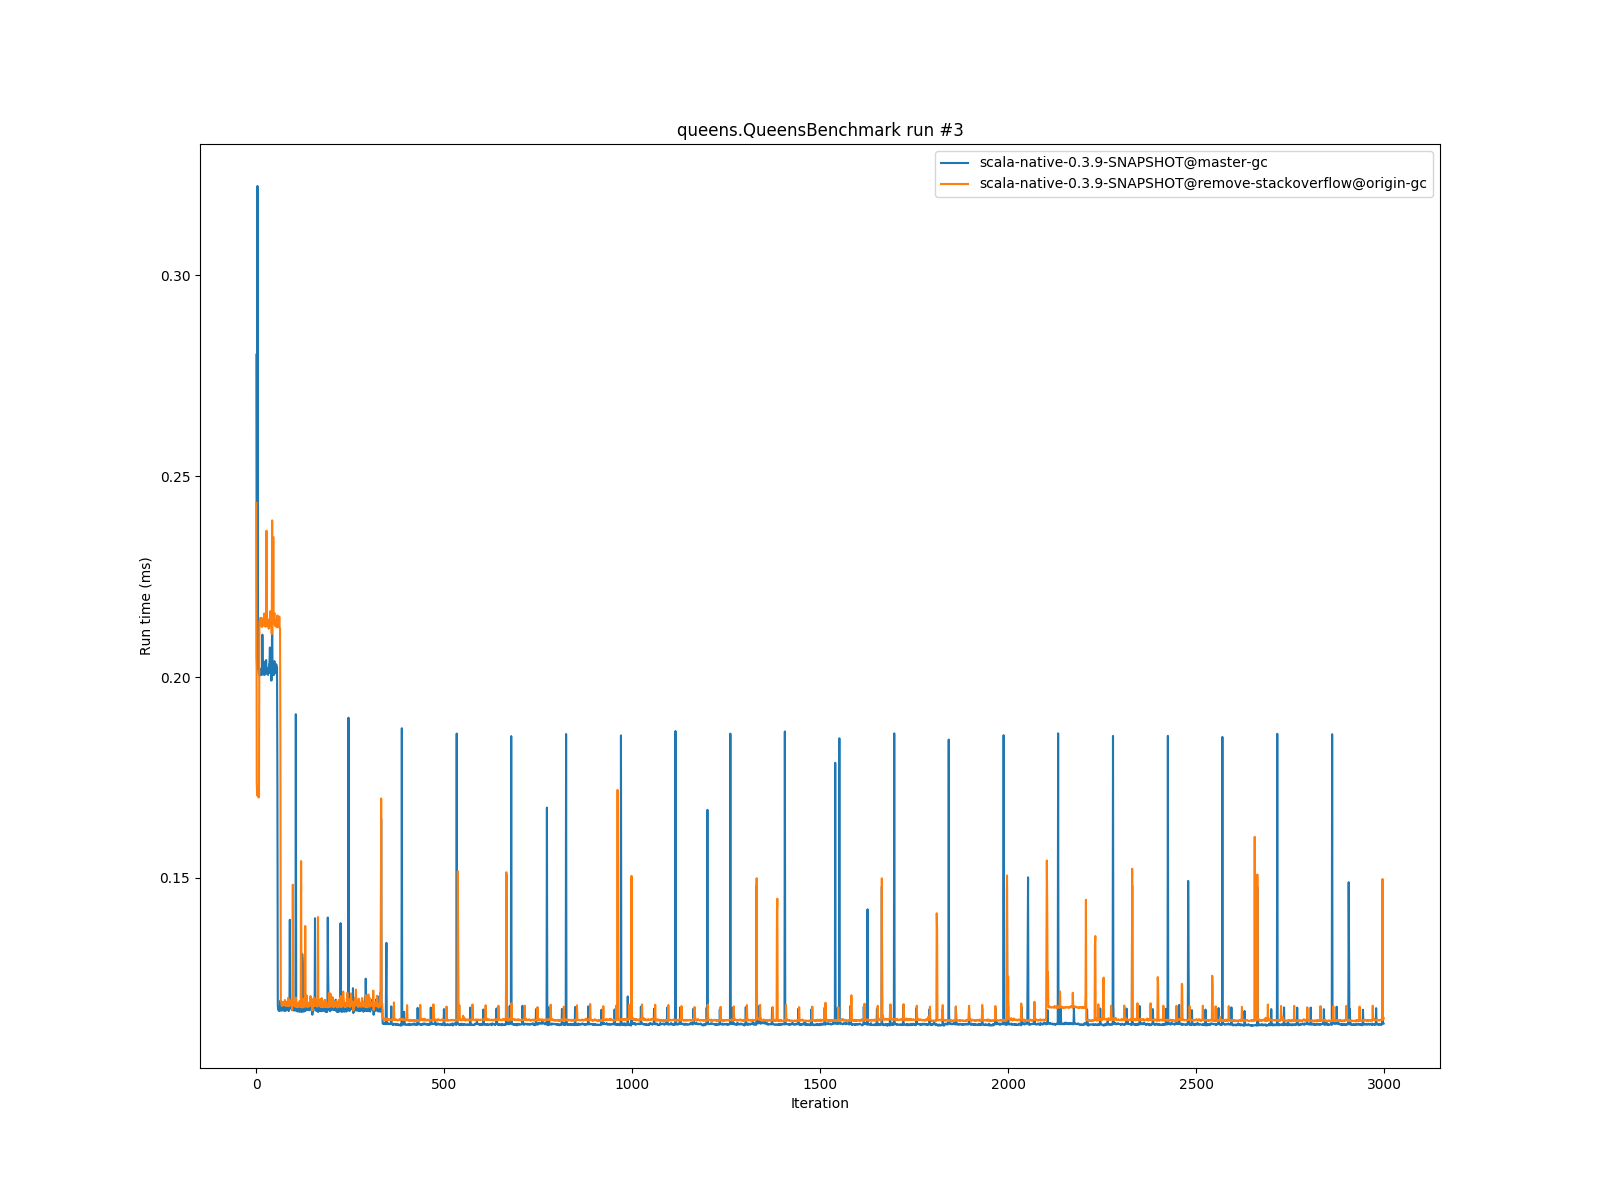 queens.QueensBenchmark run #3
scala-native-0.3.9-SNAPSHOT@master-gc
scala-native-0.3.9-SNAPSHOT@remove-stackoverflow@origin-gc
0.30
0.25
0.20
0.15
Run time (ms)
0 500 1000 1500 2000 2500 3000
Iteration